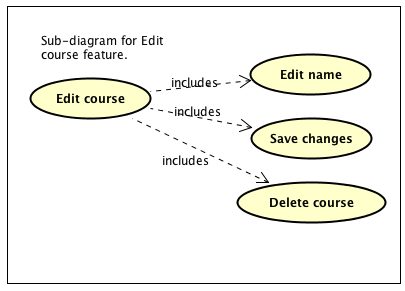 Sub-diagram for Edit
course feature.
includes
Edit name
Edit course
includes
Save changes
includes
Delete course